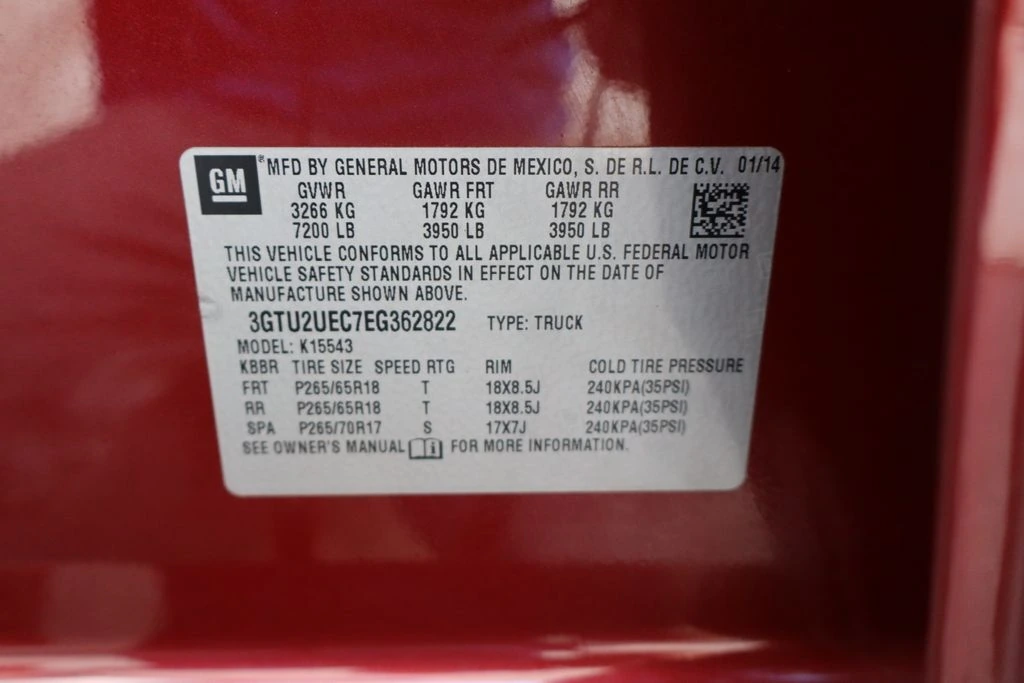 GM ® MFD BY GENERAL MOTORS DE MEXICO, S. DE R.L. DE C.V. 01/14
GVWR GAWR FRT GAWR RR
3266 KG 1792 KG 1792 KG
7200 LB 3950 LB 3950 LB
THIS VEHICLE CONFORMS TO ALL APPLICABLE U.S. FEDERAL MOTOR
VEHICLE SAFETY STANDARDS IN EFFECT ON THE DATE OF
MANUFACTURE SHOWN ABOVE.
3GTU2UEC7EG362822 TYPE: TRUCK
MODEL: K15543
KBBR TIRE SIZE SPEED RTG RIM COLD TIRE PRESSURE
FRT P265/65R18 T 18X8.5J 240KPA(35PSI)
RR P265/65R18 T 18X8.5J 240KPA(35PSI)
SPA P265/70R17 S 17X7J 240KPA(35PSI)
SEE OWNER'S MANUAL i FOR MORE INFORMATION.